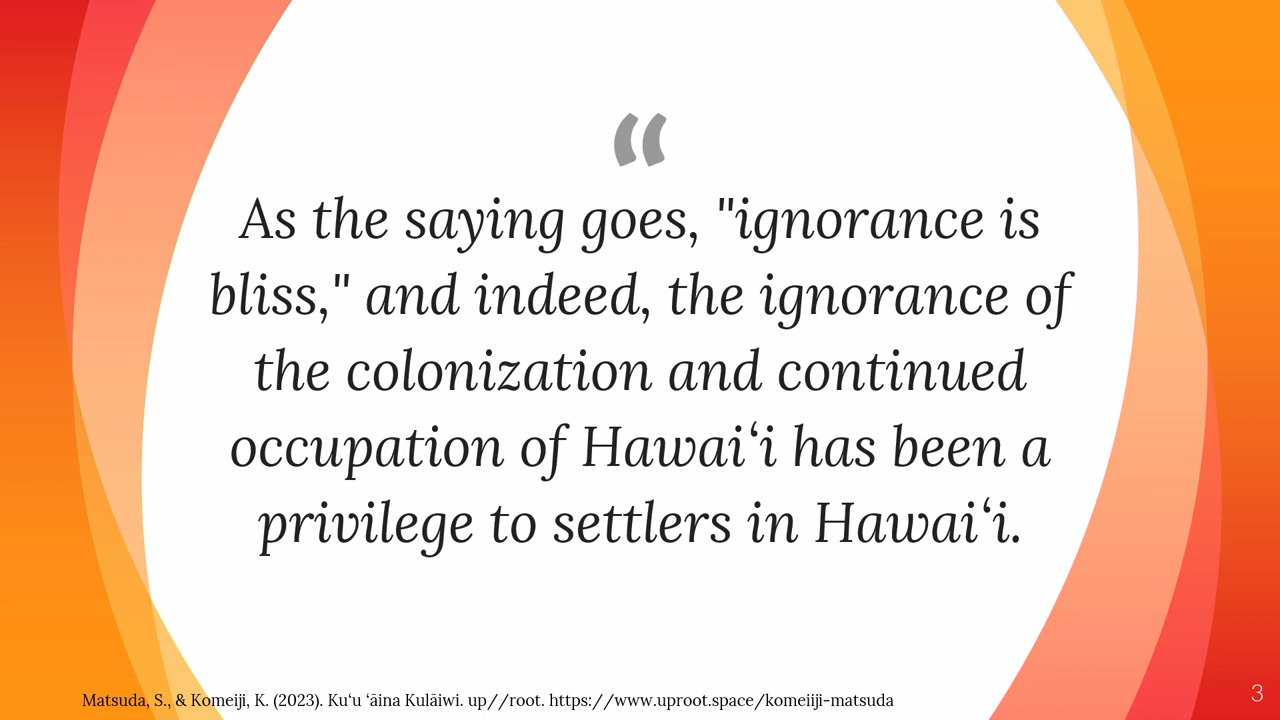 “
As the saying goes, "ignorance is
bliss," and indeed, the ignorance of
the colonization and continued
occupation of Hawaiʻi has been a
privilege to settlers in Hawaiʻi.
Matsuda, S., & Komeiji, K. (2023). Kuʻu ʻāina Kulāiwi. up//root. https://www.uproot.space/komeiiji-matsuda
3